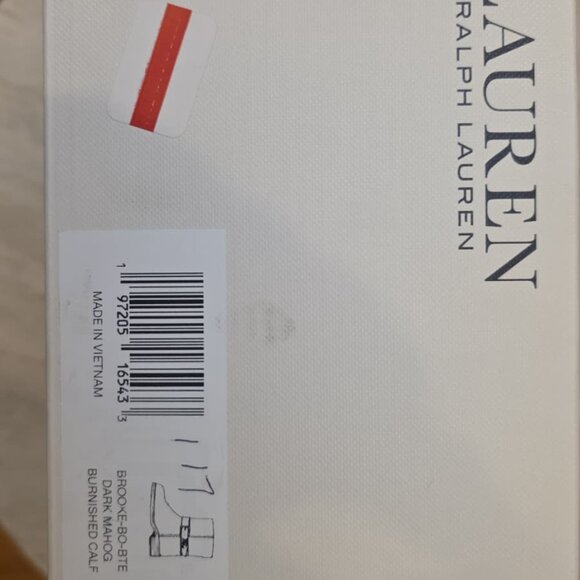 LAUREN
RALPH LAUREN
1 97205 16543 3
MADE IN VIETNAM
BROOKE-BO-BTE
DARK MAHOG
BURNISHED CALF